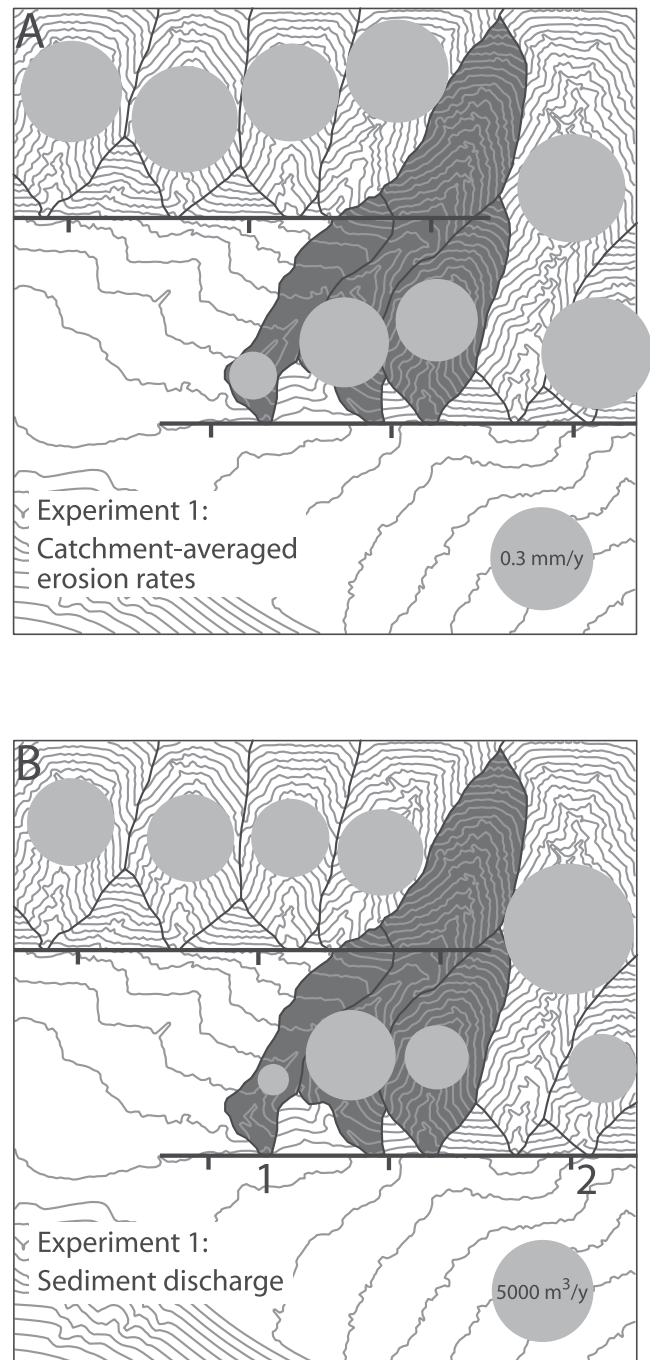 A
Experiment 1:
Catchment-averaged
erosion rates
0.3 mm/y
B
1
2
Experiment 1:
Sediment discharge
5000 m³/y